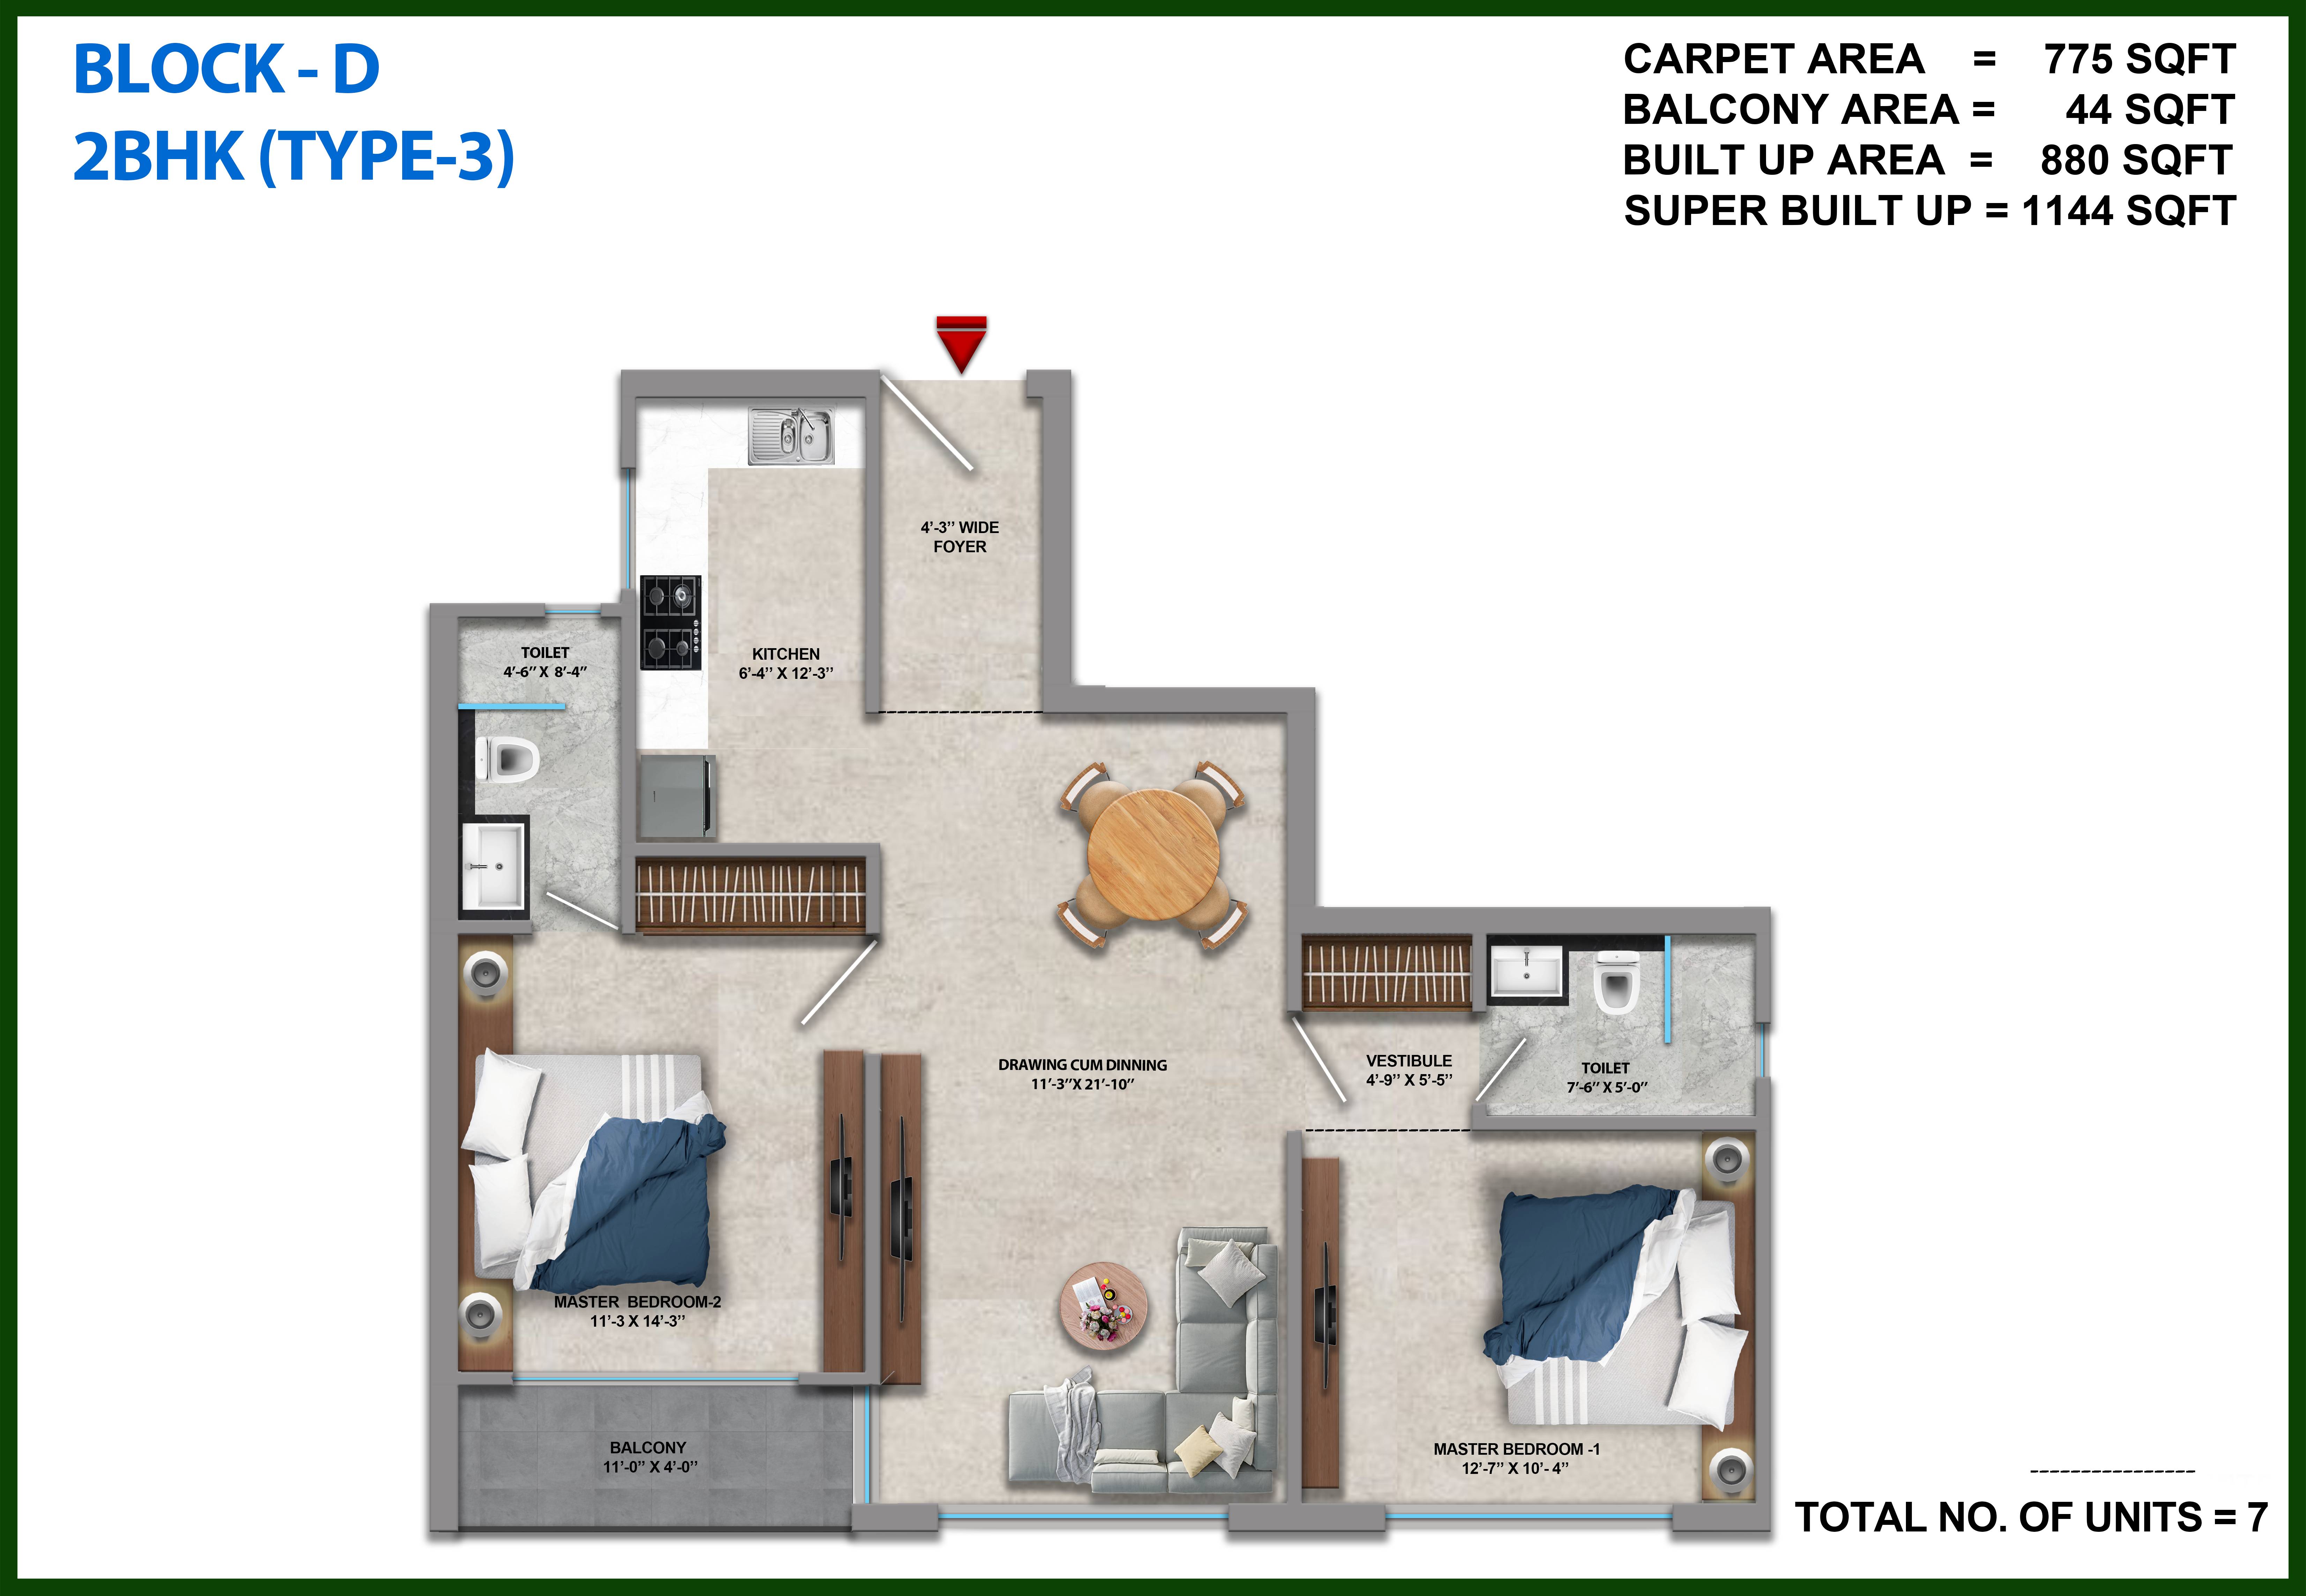 BLOCK - D
2BHK (TYPE-3)
CARPET AREA = 775 SQFT
BALCONY AREA = 44 SQFT
BUILT UP AREA = 880 SQFT
SUPER BUILT UP = 1144 SQFT
4'-3'' WIDE
FOYER
TOILET
4'-6'' X 8'-4''
KITCHEN
6'-4'' X 12'-3''
DRAWING CUM DINNING
11'-3''X 21'-10''
VESTIBULE
4'-9'' X 5'-5''
TOILET
7'-6'' X 5'-0''
MASTER BEDROOM-2
11'-3 X 14'-3''
BALCONY
11'-0'' X 4'-0''
MASTER BEDROOM -1
12'-7'' X 10'- 4''
TOTAL NO. OF UNITS = 7